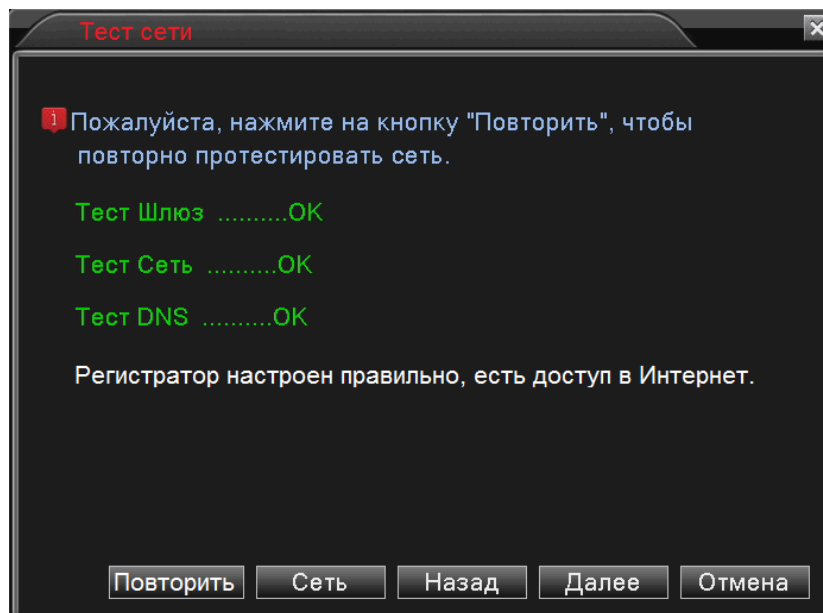 Тест сети
Пожалуйста, нажмите на кнопку "Повторить", чтобы
повторно протестировать сеть.
Тест Шлюз ..........OK
Тест Сеть ..........OK
Тест DNS ..........OK
Регистратор настроен правильно, есть доступ в Интернет.
Повторить Сеть Назад Далее Отмена